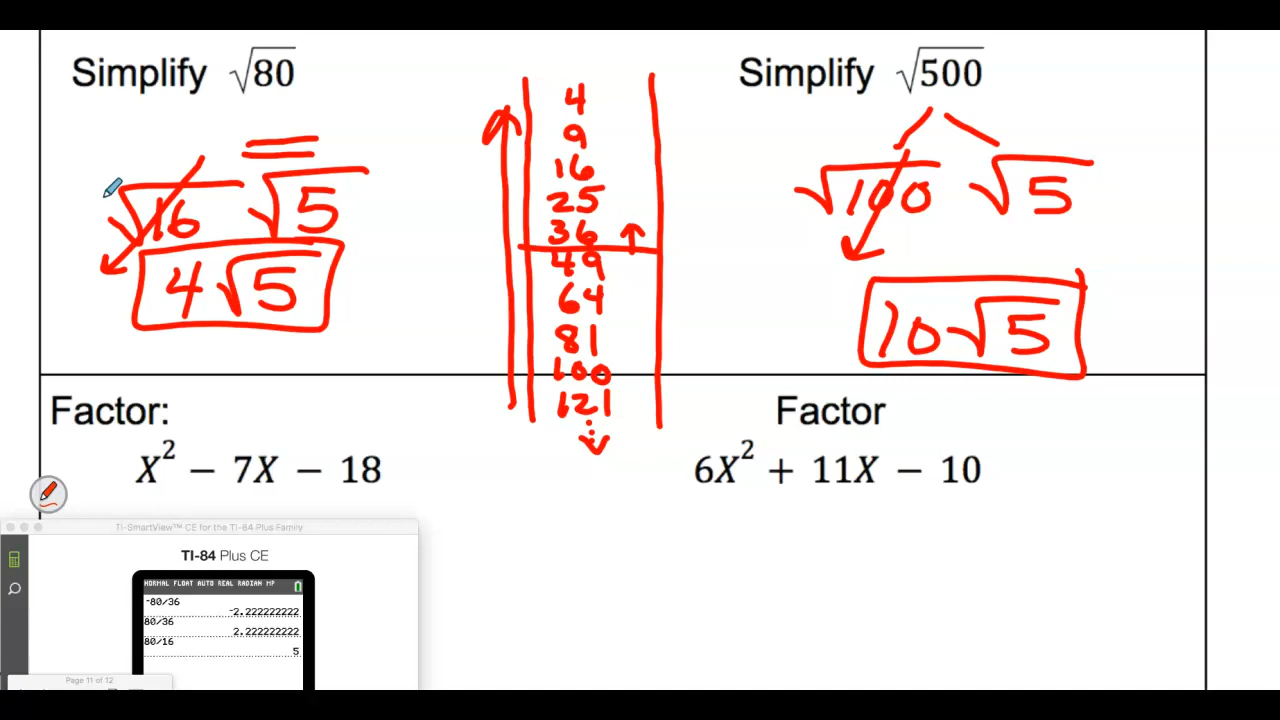 Simplify √80
√16 √5
4√5
4
9
16
25
36
49
64
81
100
121
Simplify √500
√100 √5
10√5
Factor:
X² − 7X − 18
Factor
6X² + 11X − 10
TI-SmartView™ CE for the TI-84 Plus Family
TI-84 Plus CE
NORMAL FLOAT AUTO REAL RADIAN MP
-80/36
-2.222222222
80/36
2.222222222
80/16
5
Page 11 of 12